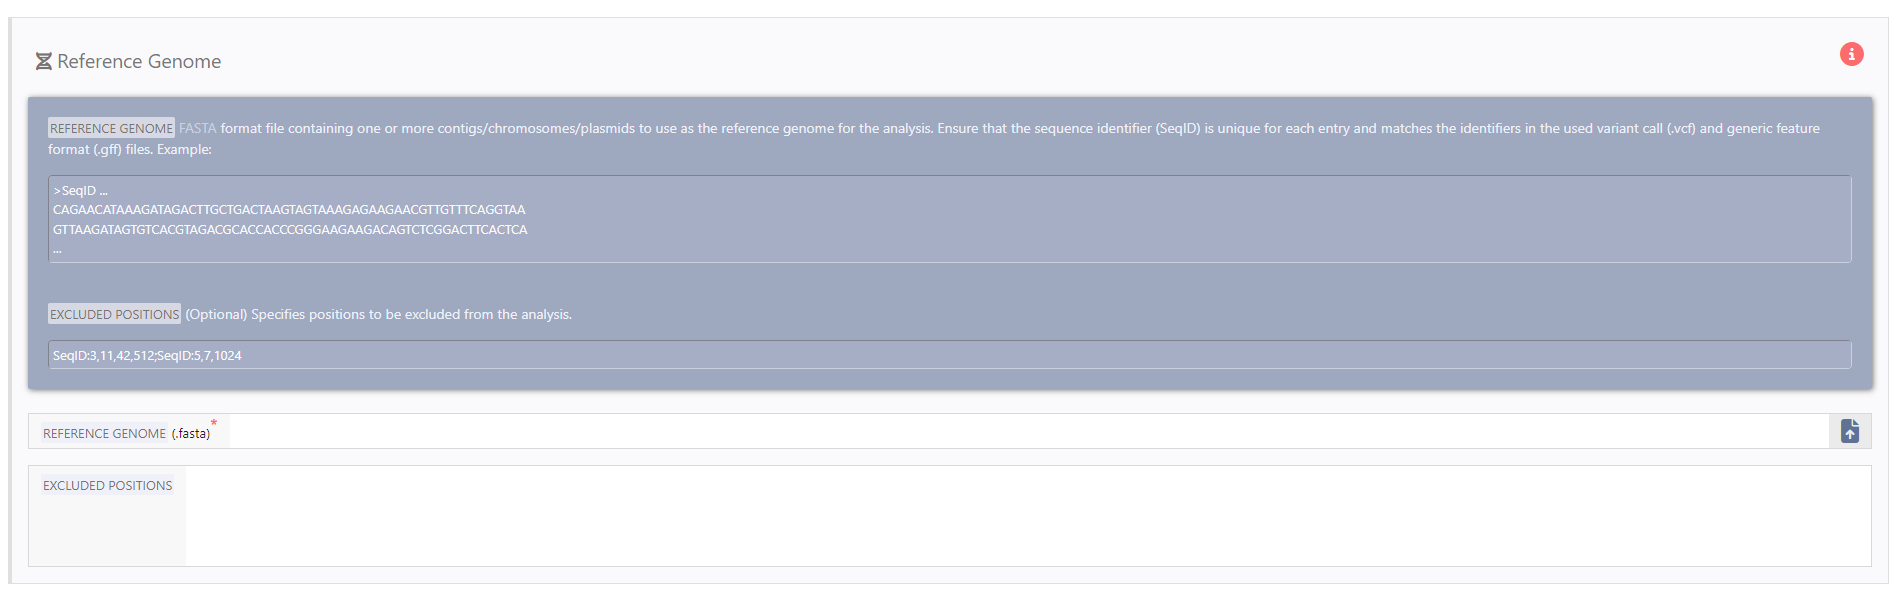 Reference Genome
REFERENCE GENOME FASTA format file containing one or more contigs/chromosomes/plasmids to use as the reference genome for the analysis. Ensure that the sequence identifier (SeqID) is unique for each entry and matches the identifiers in the used variant call (.vcf) and generic feature
format (.gff) files. Example:
>SeqID ...
CAGAACATAAAGATAGACTTGCTGACTAAGTAGTAAAGAGAAGAACGTTGTTTCAGGTAA
GTTAAGATAGTGTCACGTAGACGCACCACCCGGGAAGAAGACAGTCTCGGACTTCACTCA
...
EXCLUDED POSITIONS (Optional) Specifies positions to be excluded from the analysis.
SeqID:3,11,42,512;SeqID:5,7,1024
REFERENCE GENOME (.fasta)*
EXCLUDED POSITIONS